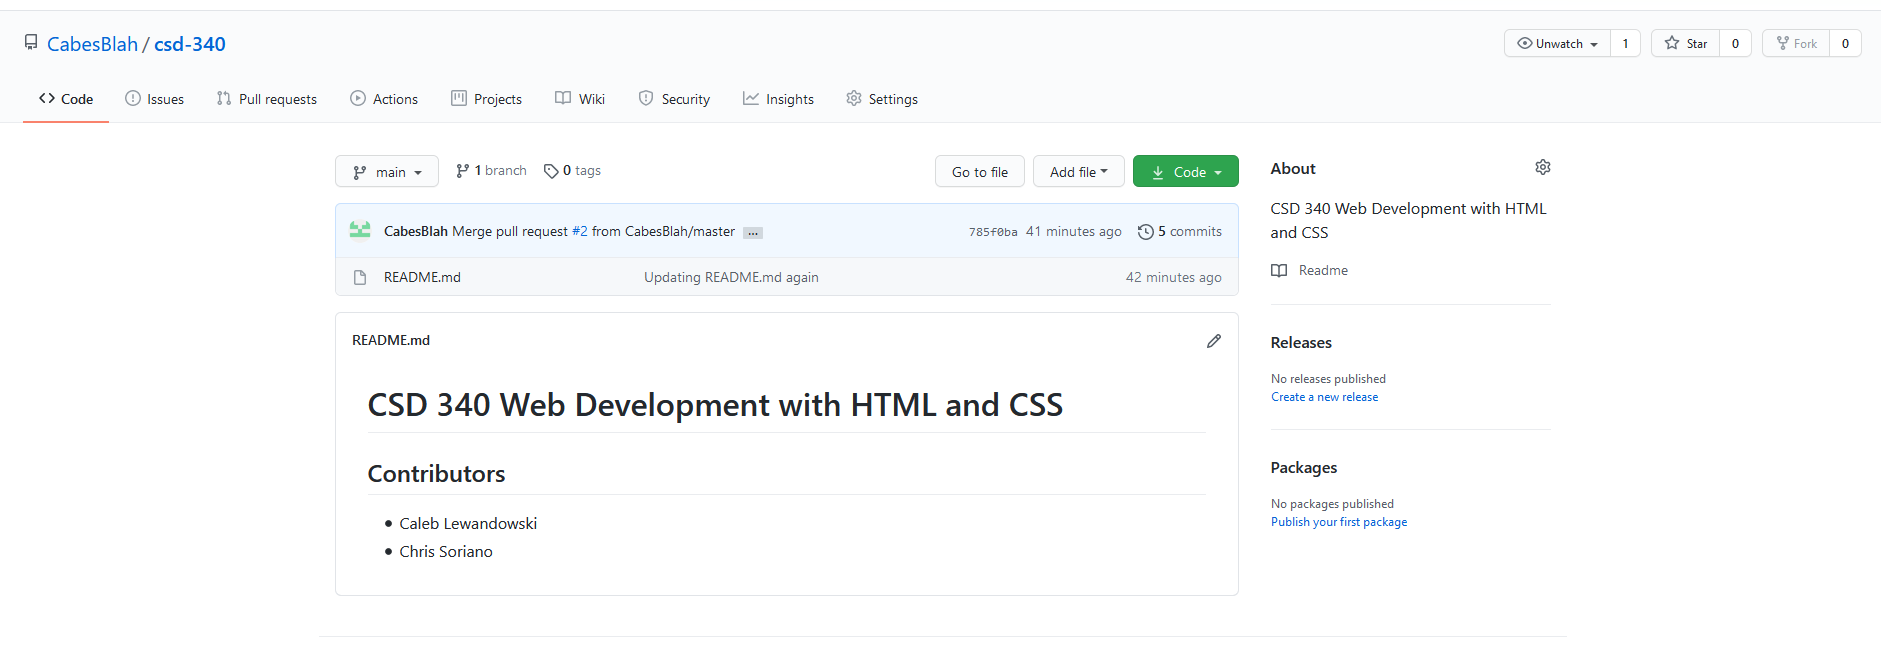 CabesBlah / csd-340
Unwatch 1 Star 0 Fork 0
Code Issues Pull requests Actions Projects Wiki Security Insights Settings
main 1 branch 0 tags Go to file Add file Code
CabesBlah Merge pull request #2 from CabesBlah/master ... 785f0ba 41 minutes ago 5 commits
README.md Updating README.md again 42 minutes ago
README.md
CSD 340 Web Development with HTML and CSS
Contributors
Caleb Lewandowski
Chris Soriano
About
CSD 340 Web Development with HTML
and CSS
Readme
Releases
No releases published
Create a new release
Packages
No packages published
Publish your first package